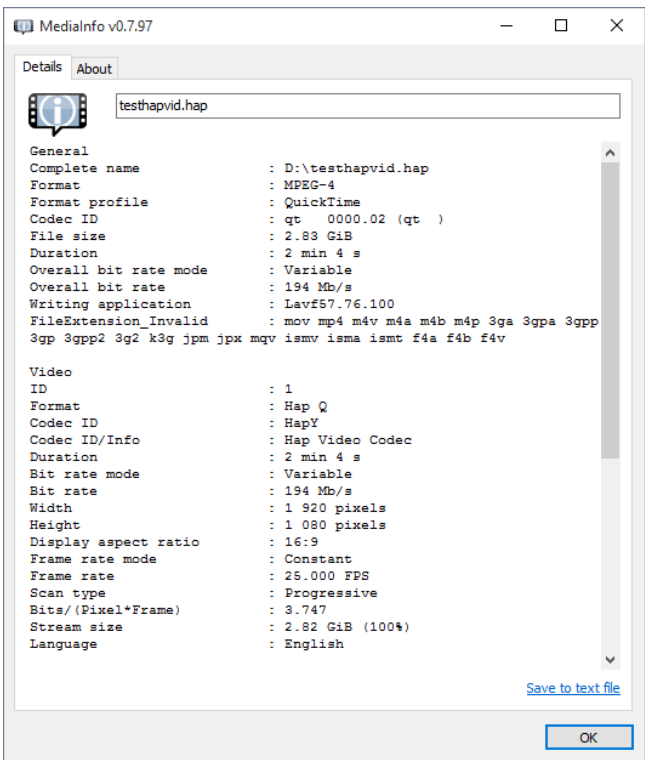 MediaInfo v0.7.97
Details About
testhapvid.hap
General
Complete name : D:\testhapvid.hap
Format : MPEG-4
Format profile : QuickTime
Codec ID : qt   0000.02 (qt  )
File size : 2.83 GiB
Duration : 2 min 4 s
Overall bit rate mode : Variable
Overall bit rate : 194 Mb/s
Writing application : Lavf57.76.100
FileExtension_Invalid : mov mp4 m4v m4a m4b m4p 3ga 3gpa 3gpp
3gp 3gpp2 3g2 k3g jpm jpx mqv ismv isma ismt f4a f4b f4v
Video
ID : 1
Format : Hap Q
Codec ID : HapY
Codec ID/Info : Hap Video Codec
Duration : 2 min 4 s
Bit rate mode : Variable
Bit rate : 194 Mb/s
Width : 1 920 pixels
Height : 1 080 pixels
Display aspect ratio : 16:9
Frame rate mode : Constant
Frame rate : 25.000 FPS
Scan type : Progressive
Bits/(Pixel*Frame) : 3.747
Stream size : 2.82 GiB (100%)
Language : English
Save to text file
OK